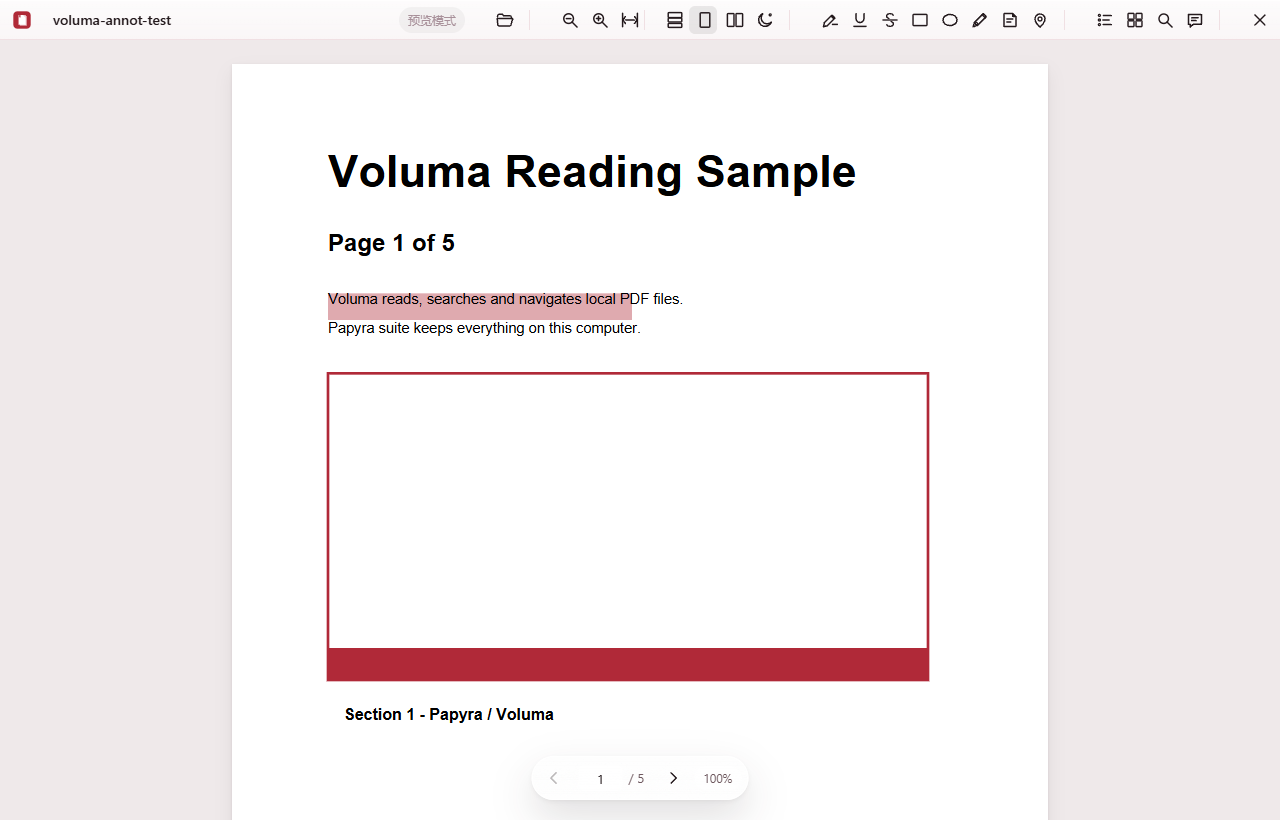 voluma-annot-test
预览模式
Voluma Reading Sample
Page 1 of 5
Voluma reads, searches and navigates local PDF files.
Papyra suite keeps everything on this computer.
Section 1 - Papyra / Voluma
1 / 5 100%